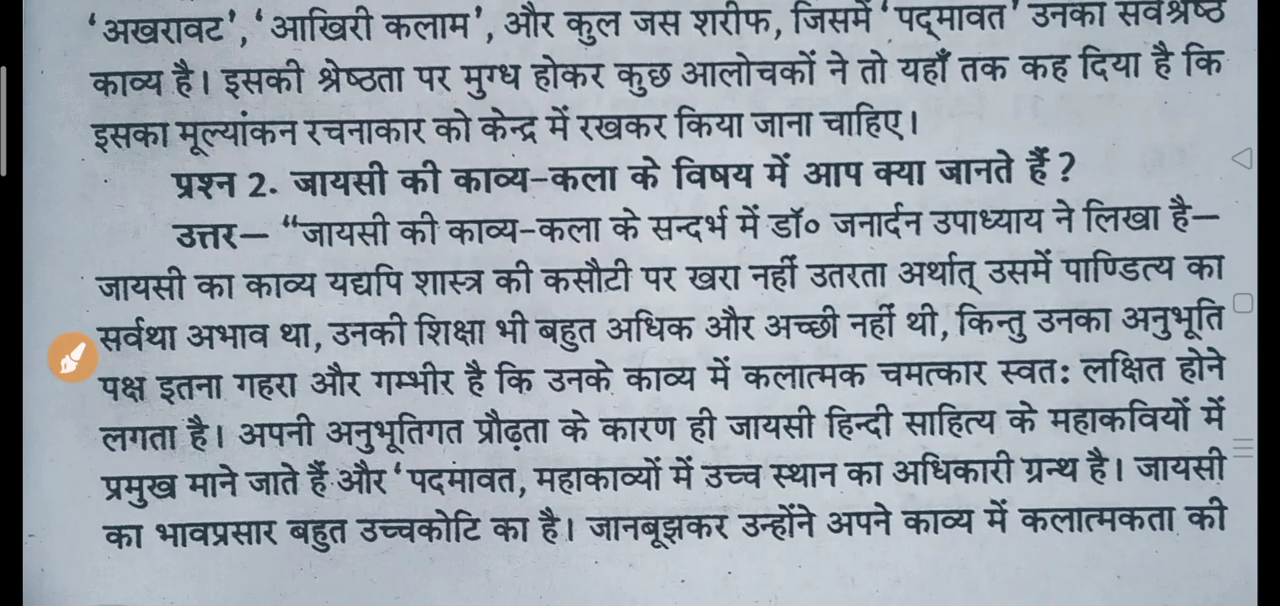 ‘अखरावट’, ‘आखिरी कलाम’, और कुल जस शरीफ, जिसमें ‘पद्मावत’ उनका सर्वश्रेष्ठ
काव्य है। इसकी श्रेष्ठता पर मुग्ध होकर कुछ आलोचकों ने तो यहाँ तक कह दिया है कि
इसका मूल्यांकन रचनाकार को केन्द्र में रखकर किया जाना चाहिए।
प्रश्न 2. जायसी की काव्य-कला के विषय में आप क्या जानते हैं ?
उत्तर— “जायसी की काव्य-कला के सन्दर्भ में डॉ० जनार्दन उपाध्याय ने लिखा है—
जायसी का काव्य यद्यपि शास्त्र की कसौटी पर खरा नहीं उतरता अर्थात् उसमें पाण्डित्य का
सर्वथा अभाव था, उनकी शिक्षा भी बहुत अधिक और अच्छी नहीं थी, किन्तु उनका अनुभूति
पक्ष इतना गहरा और गम्भीर है कि उनके काव्य में कलात्मक चमत्कार स्वतः लक्षित होने
लगता है। अपनी अनुभूतिगत प्रौढ़ता के कारण ही जायसी हिन्दी साहित्य के महाकवियों में
प्रमुख माने जाते हैं और ‘पदमावत, महाकाव्यों में उच्च स्थान का अधिकारी ग्रन्थ है। जायसी
का भावप्रसार बहुत उच्चकोटि का है। जानबूझकर उन्होंने अपने काव्य में कलात्मकता की